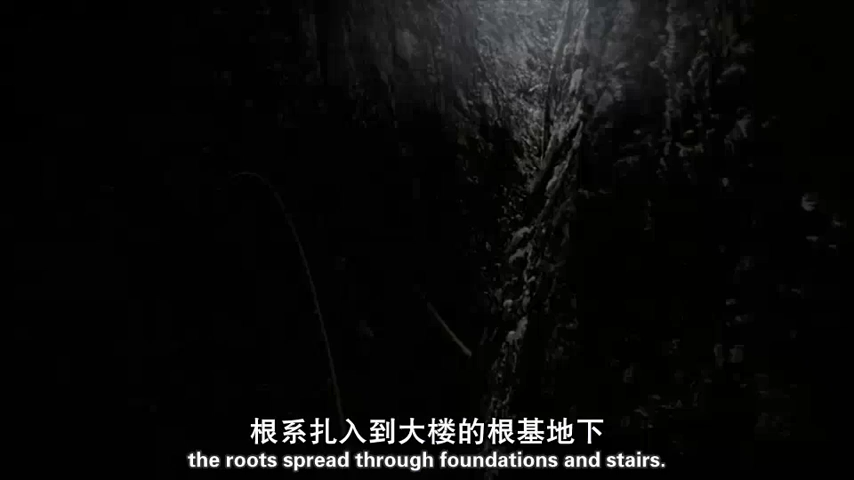 根系扎入到大楼的根基地下
the roots spread through foundations and stairs.